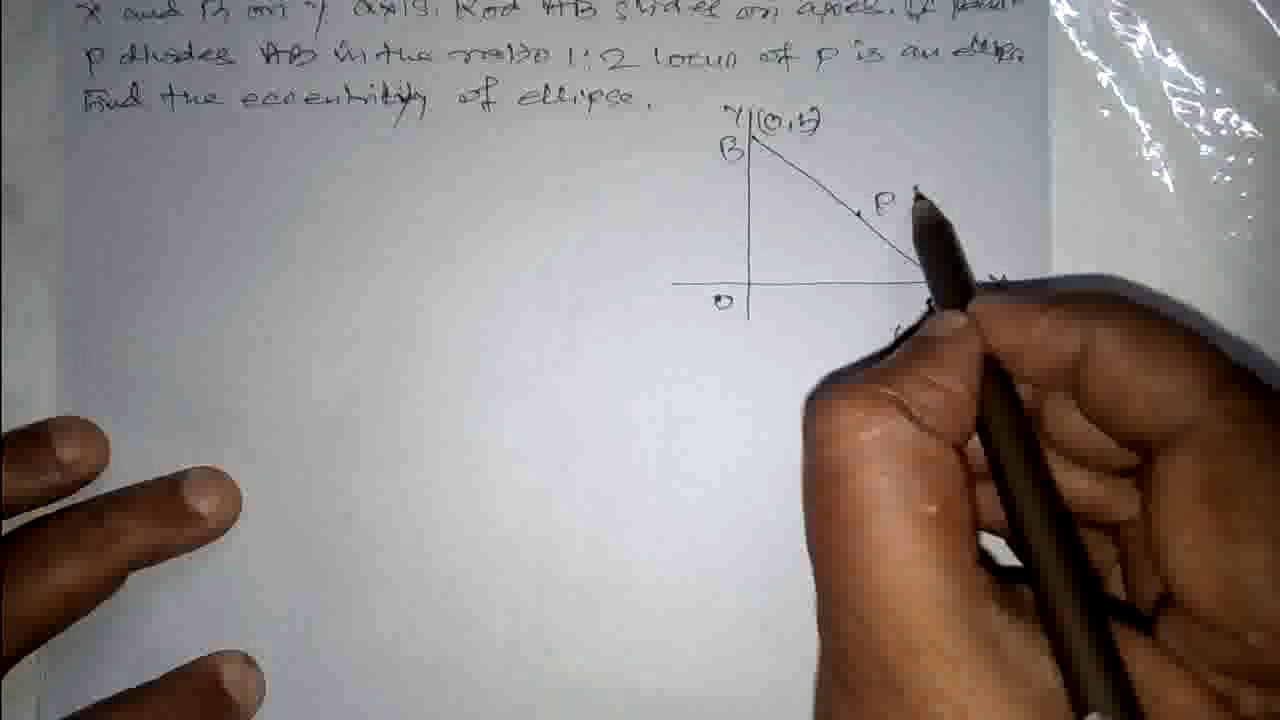 x and B on y axis. Rod AB slides on axes. If point
P divides AB in the ratio 1:2 locus of P is an ellipse
Find the eccentricity of ellipse.
Y (0,b)
B
P
X
O